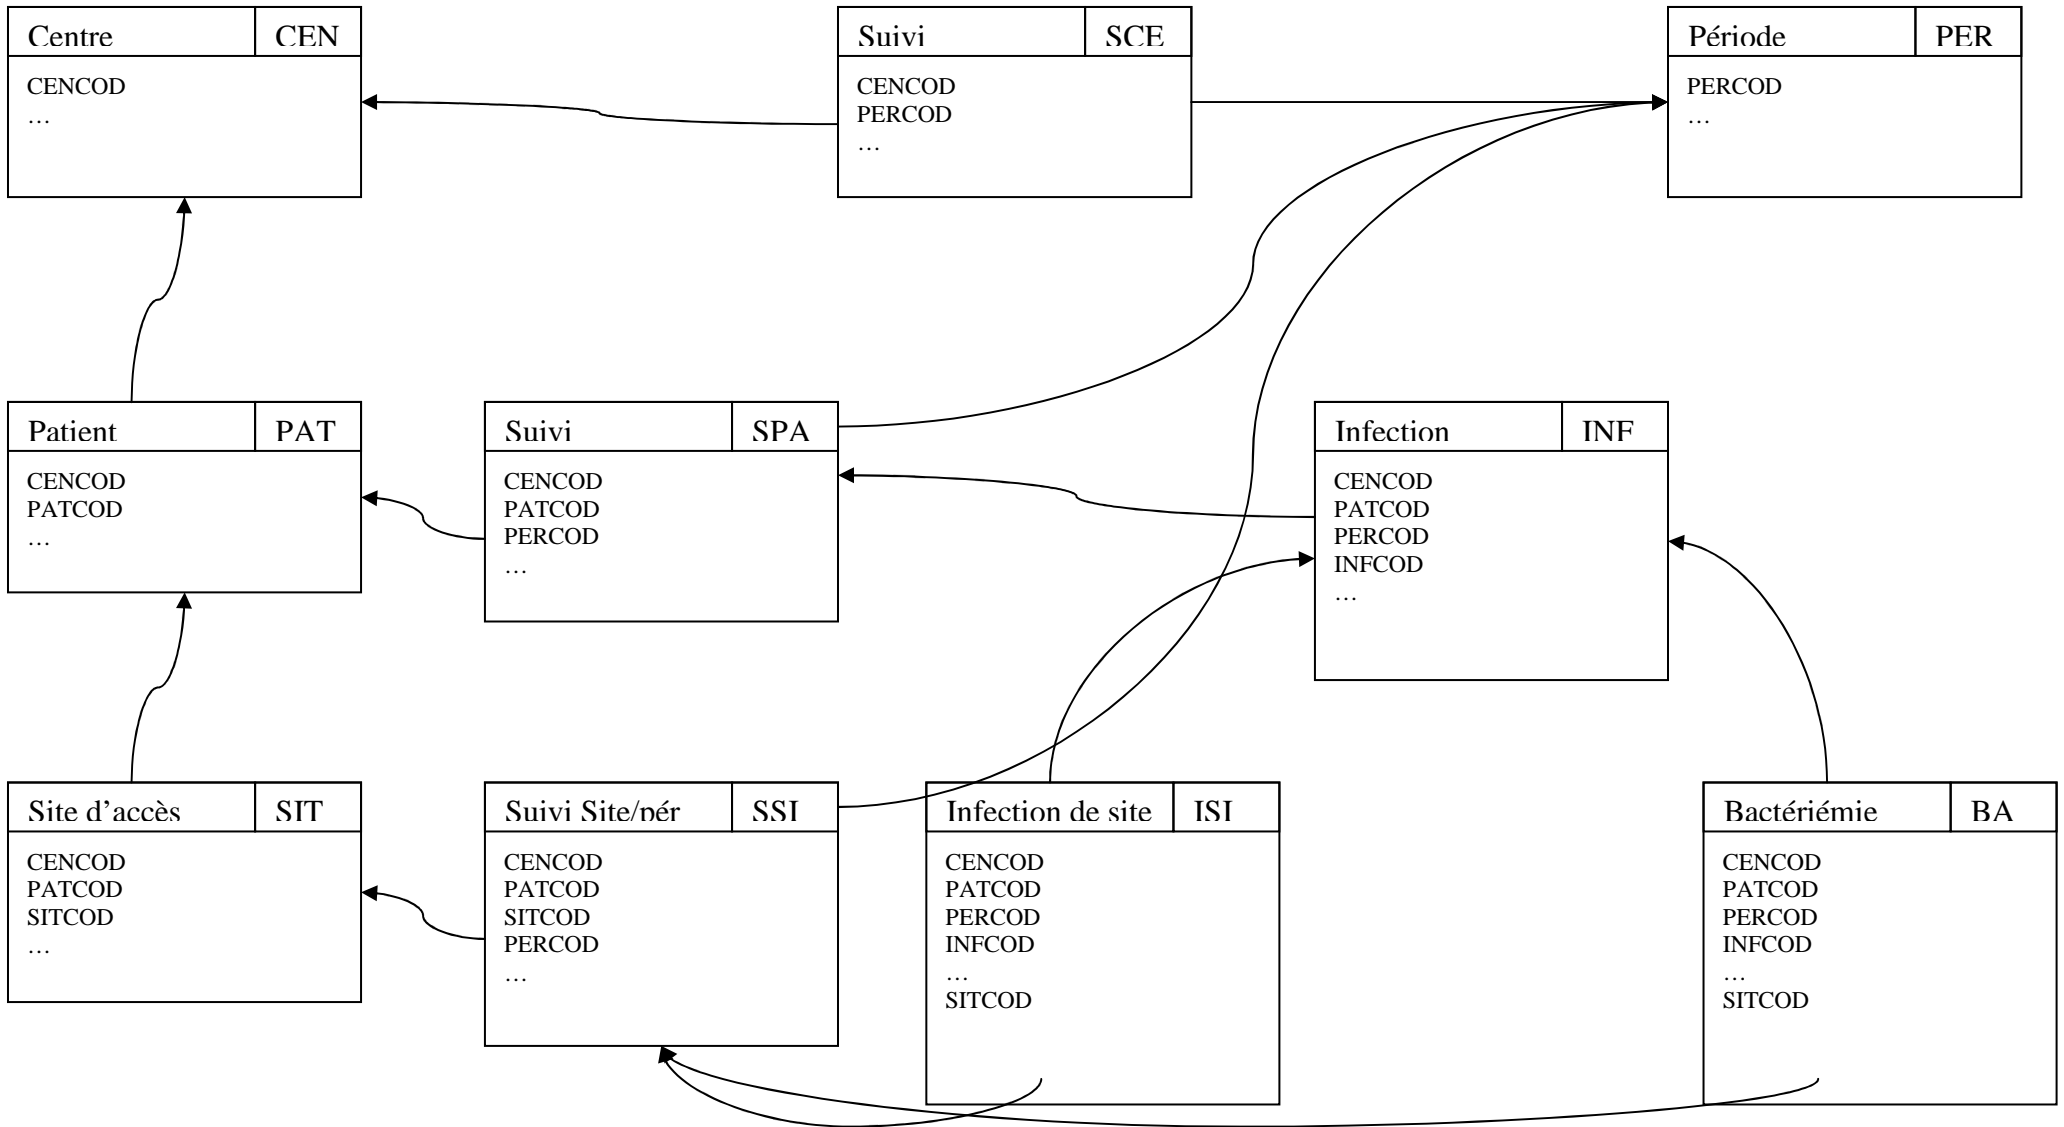 Centre CEN
CENCOD
…
Suivi SCE
CENCOD
PERCOD
…
Période PER
PERCOD
…
Patient PAT
CENCOD
PATCOD
…
Suivi SPA
CENCOD
PATCOD
PERCOD
…
Infection INF
CENCOD
PATCOD
PERCOD
INFCOD
…
Site d’accès SIT
CENCOD
PATCOD
SITCOD
…
Suivi Site/pér SSI
CENCOD
PATCOD
SITCOD
PERCOD
…
Infection de site ISI
CENCOD
PATCOD
PERCOD
INFCOD
…
SITCOD
Bactériémie BA
CENCOD
PATCOD
PERCOD
INFCOD
…
SITCOD